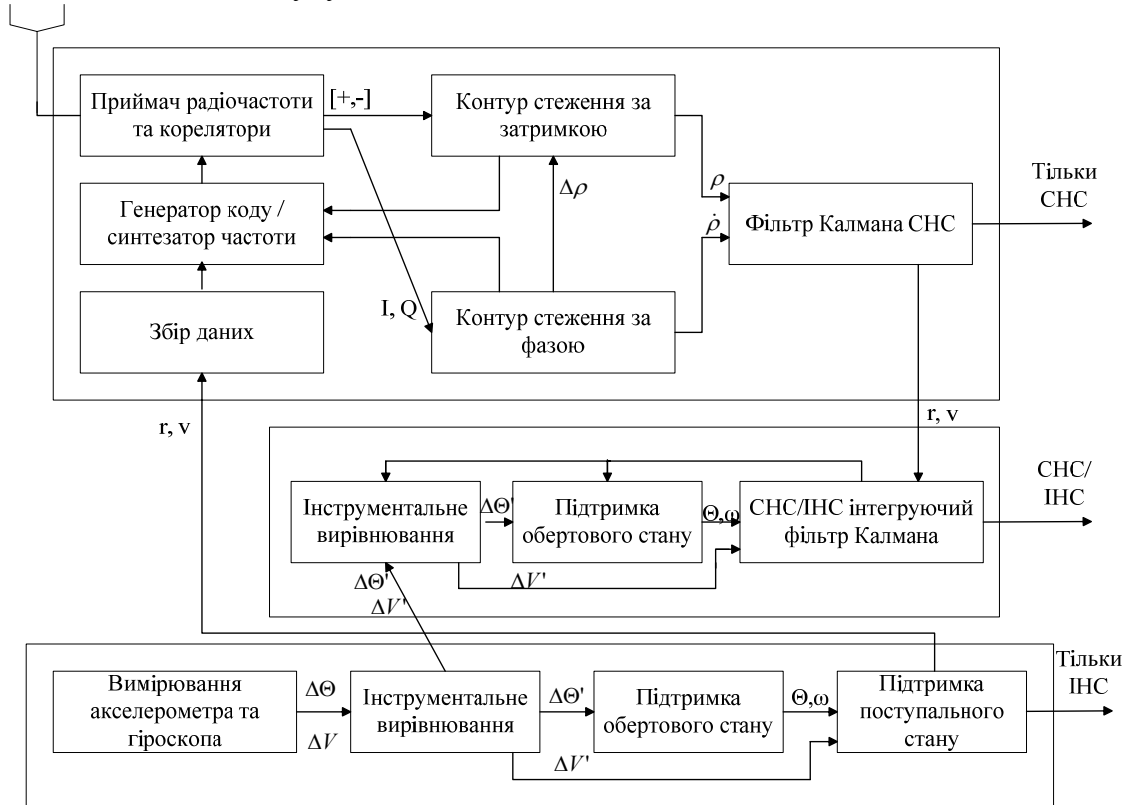 Приймач радіочастоти
та корелятори
[+,-]
Контур стеження за
затримкою
Δρ
ρ
ρ̇
Тільки
СНС
Генератор коду /
синтезатор частоти
Фільтр Калмана СНС
Збір даних
I, Q
Контур стеження за
фазою
r, v
r, v
СНС/
ІНС
Інструментальне
вирівнювання
ΔΘ'
Підтримка
обертового стану
Θ,ω
СНС/ІНС інтегруючий
фільтр Калмана
ΔV'
ΔΘ'
ΔV'
Тільки
ІНС
Вимірювання
акселерометра та
гіроскопа
ΔΘ
ΔV
Інструментальне
вирівнювання
ΔΘ'
Підтримка
обертового стану
Θ,ω
Підтримка
поступального
стану
ΔV'